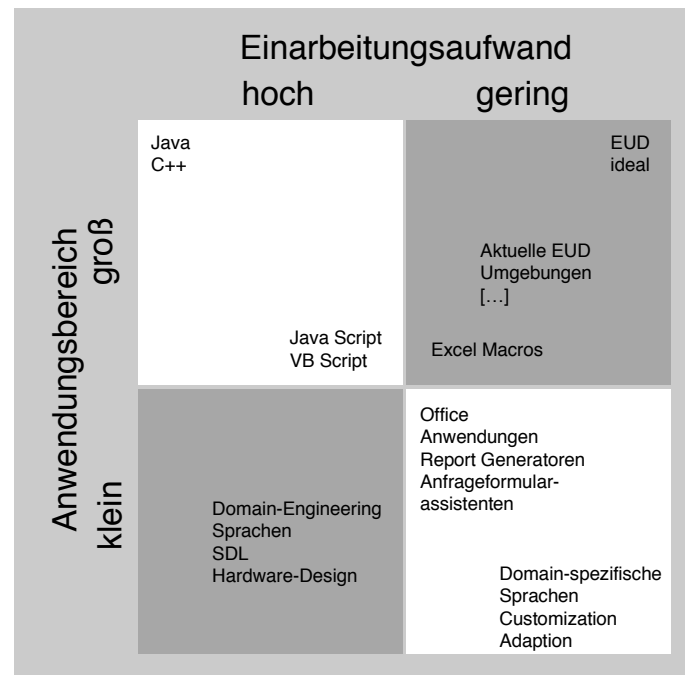 Einarbeitungsaufwand
hoch
gering
Anwendungsbereich
groß
klein
Java
C++
Java Script
VB Script
EUD
ideal
Aktuelle EUD
Umgebungen
[…]
Excel Macros
Domain-Engineering
Sprachen
SDL
Hardware-Design
Office
Anwendungen
Report Generatoren
Anfrageformular-
assistenten
Domain-spezifische
Sprachen
Customization
Adaption